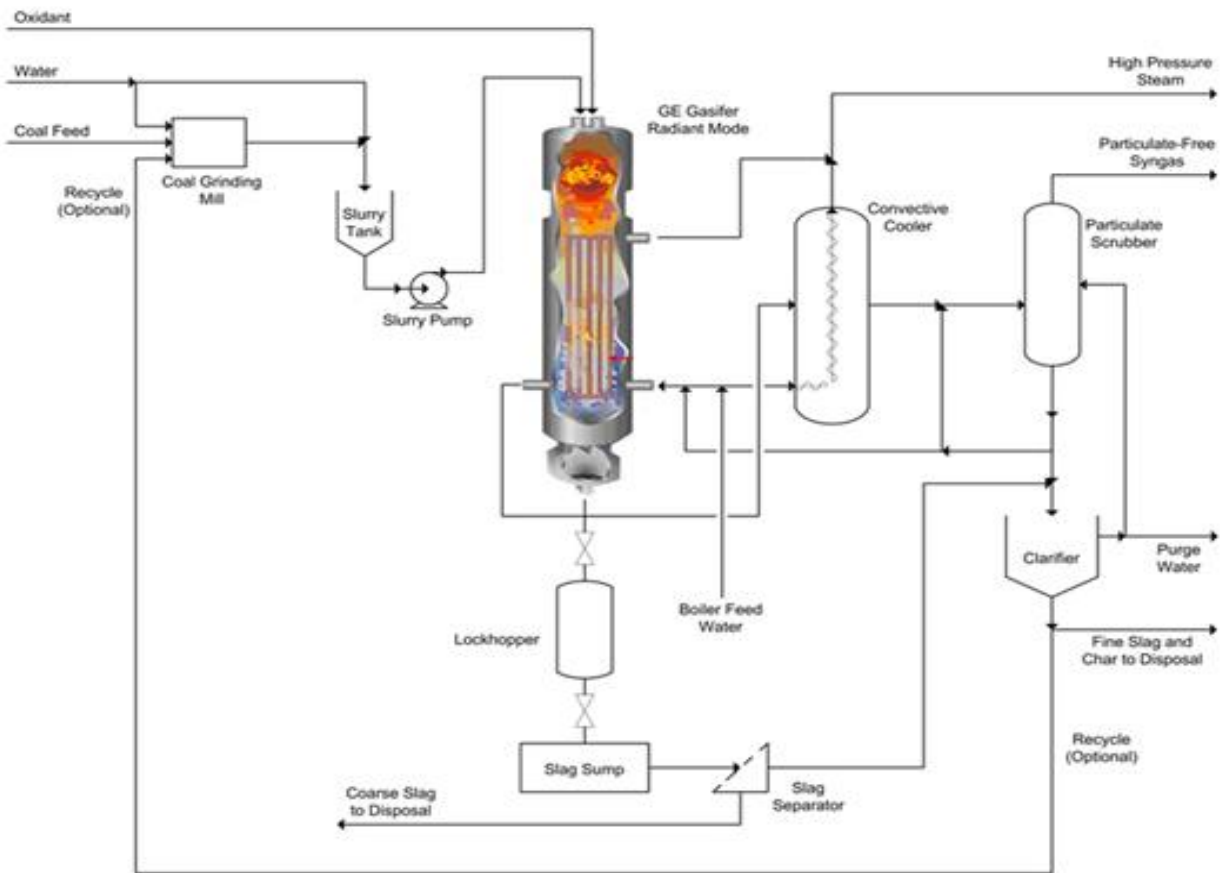 Oxidant
Water
Coal Feed
Recycle
(Optional)
Coal Grinding
Mill
Slurry
Tank
Slurry Pump
GE Gasifer
Radiant Mode
High Pressure
Steam
Particulate-Free
Syngas
Convective
Cooler
Particulate
Scrubber
Clarifier
Purge
Water
Boiler Feed
Water
Lockhopper
Fine Slag and
Char to Disposal
Slag Sump
Slag
Separator
Recycle
(Optional)
Coarse Slag
to Disposal